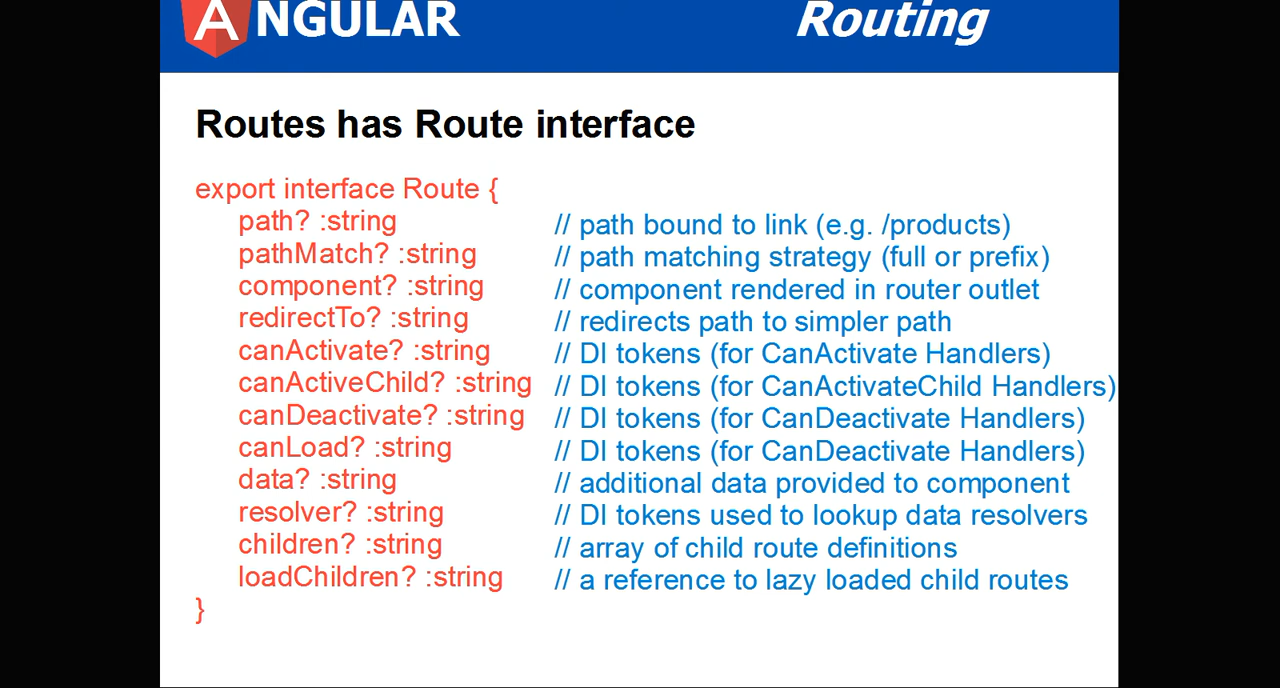 ANGULAR Routing
Routes has Route interface
export interface Route {
path? :string // path bound to link (e.g. /products)
pathMatch? :string // path matching strategy (full or prefix)
component? :string // component rendered in router outlet
redirectTo? :string // redirects path to simpler path
canActivate? :string // DI tokens (for CanActivate Handlers)
canActiveChild? :string // DI tokens (for CanActivateChild Handlers)
canDeactivate? :string // DI tokens (for CanDeactivate Handlers)
canLoad? :string // DI tokens (for CanDeactivate Handlers)
data? :string // additional data provided to component
resolver? :string // DI tokens used to lookup data resolvers
children? :string // array of child route definitions
loadChildren? :string // a reference to lazy loaded child routes
}